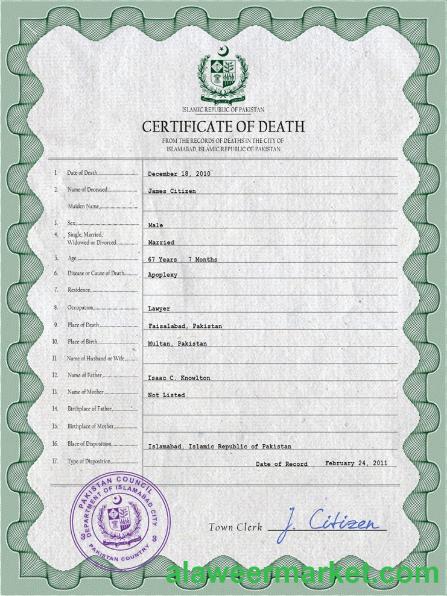 ISLAMIC REPUBLIC OF PAKISTAN
CERTIFICATE OF DEATH
FROM THE RECORDS OF DEATHS IN THE CITY OF
ISLAMABAD, ISLAMIC REPUBLIC OF PAKISTAN
1. Date of Death December 18, 2010
2. Name of Deceased James Citizen
Maiden Name
3. Sex Male
4. Single, Married,
Widowed or Divorced Married
5. Age 67 Years 7 Months
6. Disease or Cause of Death Apoplexy
7. Residence
8. Occupation Lawyer
9. Place of Death Faisalabad, Pakistan
10. Place of Birth Multan, Pakistan
11. Name of Husband or Wife
12. Name of Father Isaac C. Knowlton
13. Name of Mother Not Listed
14. Birthplace of Father
15. Birthplace of Mother
16. Place of Disposition Islamabad, Islamic Republic of Pakistan
17. Type of Disposition Date of Record February 24, 2011
PAKISTAN COUNCIL
DEPARTMENT OF ISLAMABAD CITY
PAKISTAN COUNTRY
Town Clerk J. Citizen
alaweermarket.com